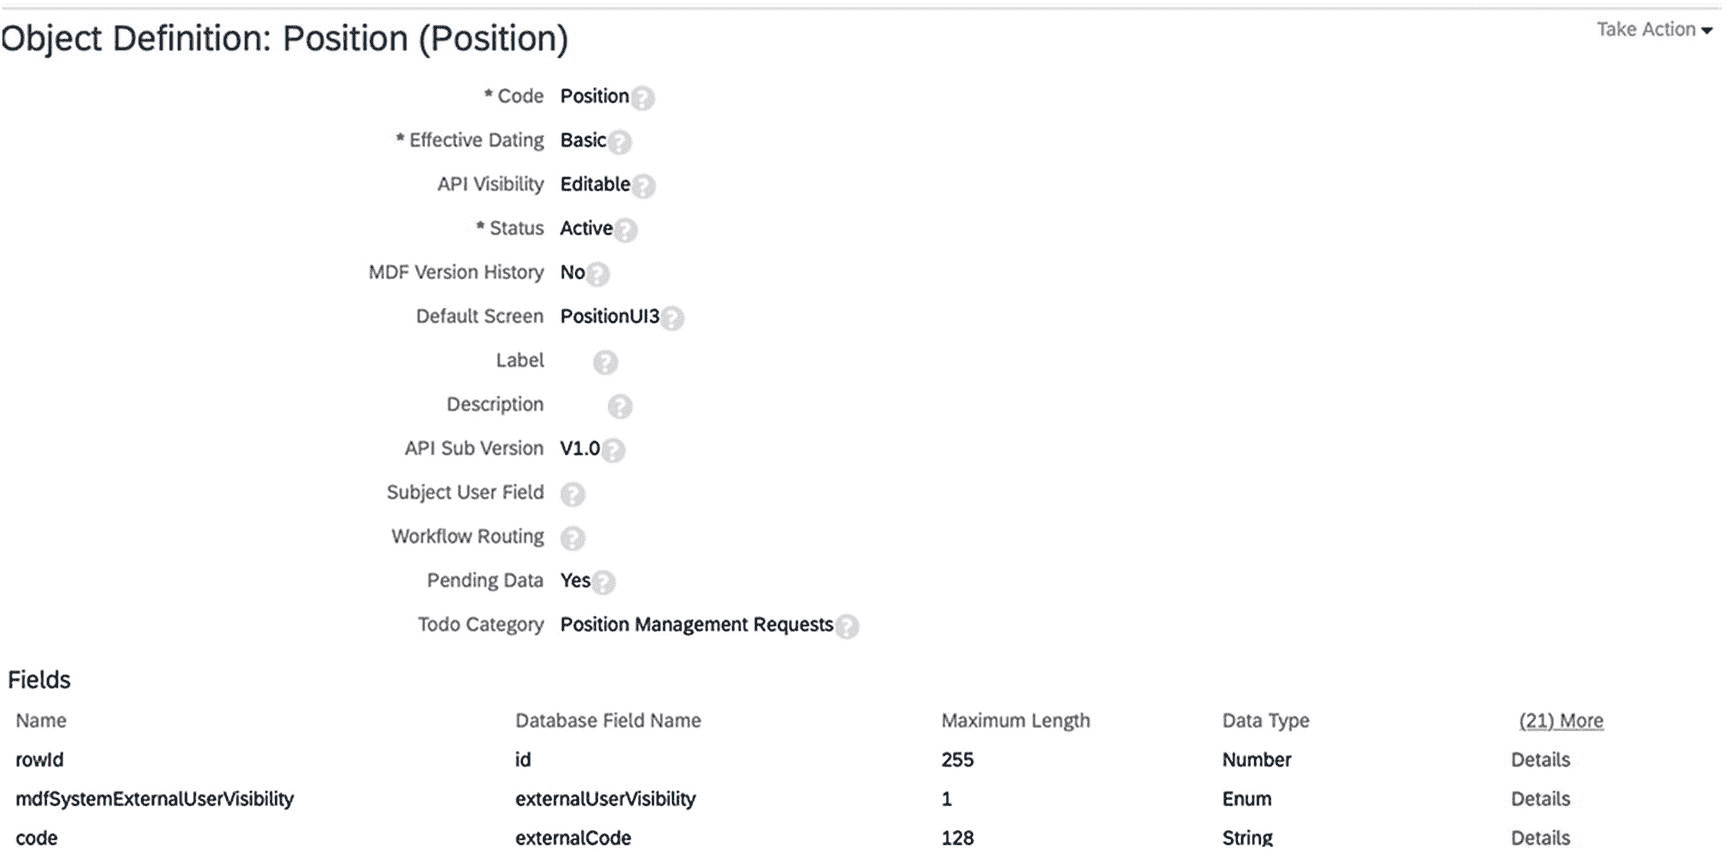 Object Definition: Position (Position)
Take Action
* Code Position ?
* Effective Dating Basic ?
API Visibility Editable ?
* Status Active ?
MDF Version History No ?
Default Screen PositionUI3 ?
Label ?
Description ?
API Sub Version V1.0 ?
Subject User Field ?
Workflow Routing ?
Pending Data Yes ?
Todo Category Position Management Requests ?
Fields
Name Database Field Name Maximum Length Data Type (21) More
rowId id 255 Number Details
mdfSystemExternalUserVisibility externalUserVisibility 1 Enum Details
code externalCode 128 String Details